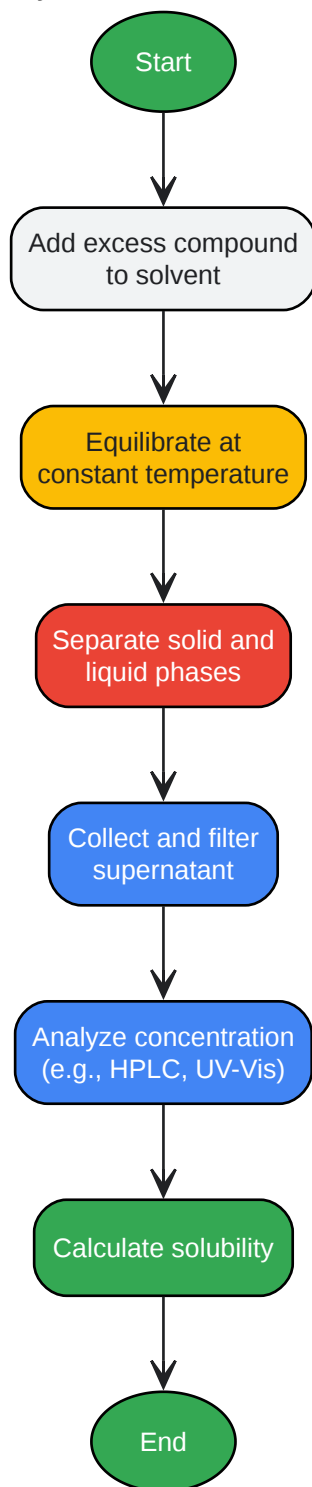 Start
Add excess compound
to solvent
Equilibrate at
constant temperature
Separate solid and
liquid phases
Collect and filter
supernatant
Analyze concentration
(e.g., HPLC, UV-Vis)
Calculate solubility
End